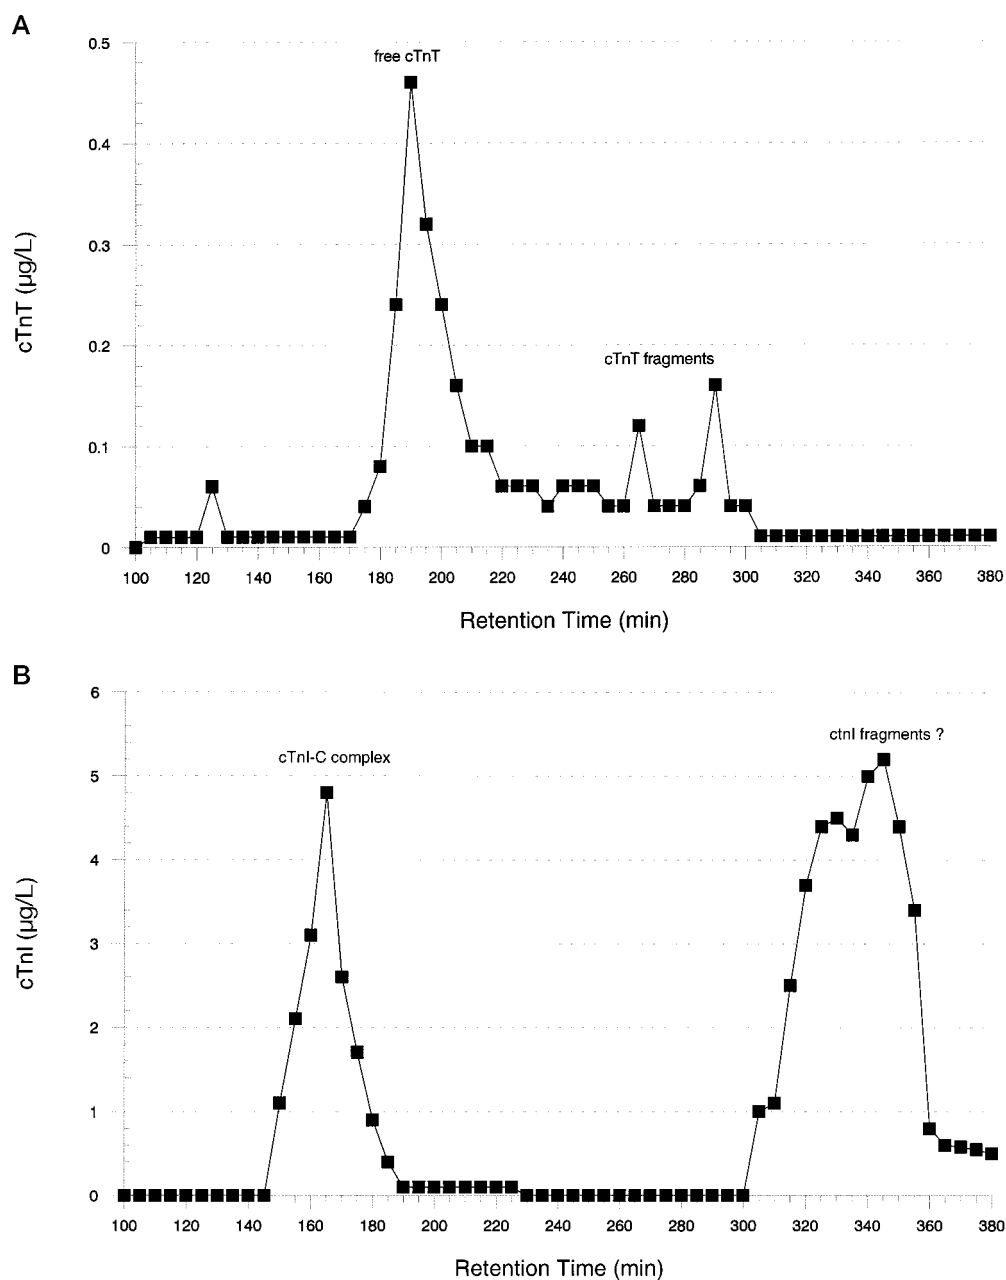 A
0.5
free cTnT
0.4
0.3
cTnT (µg/L)
0.2
cTnT fragments
0.1
0
100 120 140 160 180 200 220 240 260 280 300 320 340 360 380
Retention Time (min)
B
6
ctnI fragments ?
cTnI-C complex
5
4
cTnI (µg/L)
3
2
1
0
100 120 140 160 180 200 220 240 260 280 300 320 340 360 380
Retention Time (min)